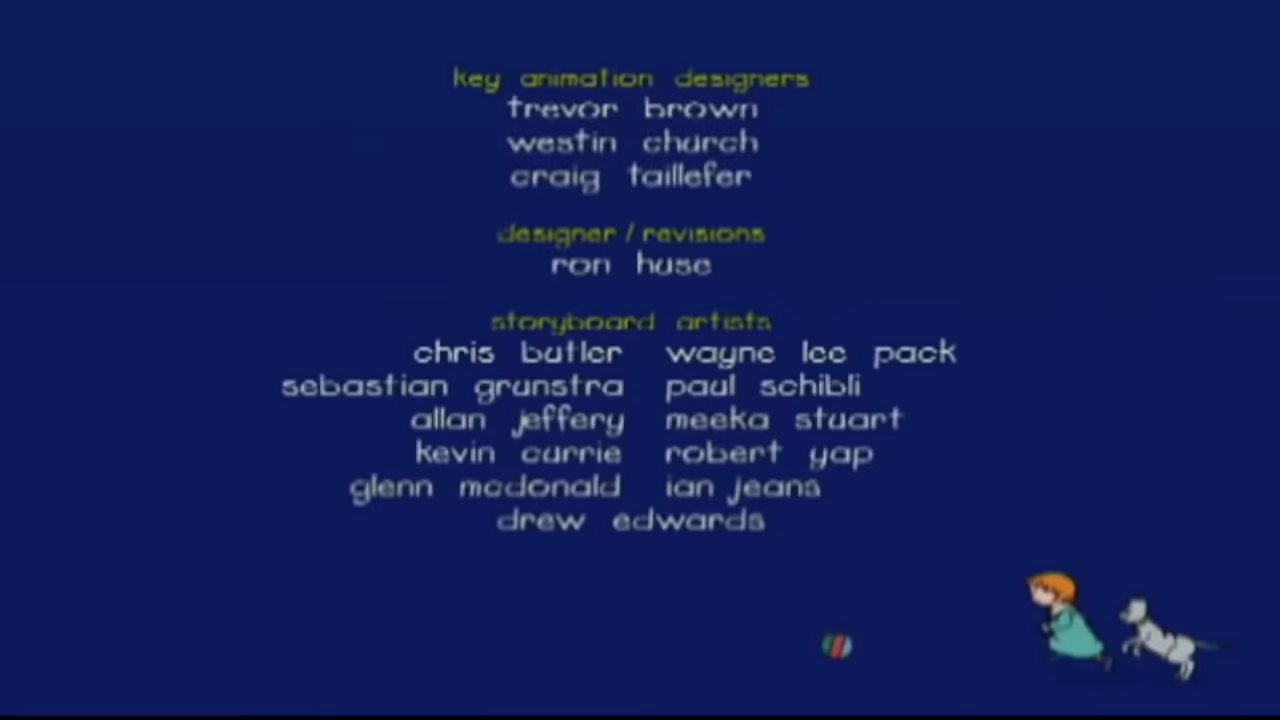 key animation designers
trevor brown
westin church
craig taillefer
designer / revisions
ron huse
storyboard artists
chris butler wayne lee pack
sebastian grunstra paul schibli
allan jeffery meeka stuart
kevin currie robert yap
glenn mcdonald ian jeans
drew edwards